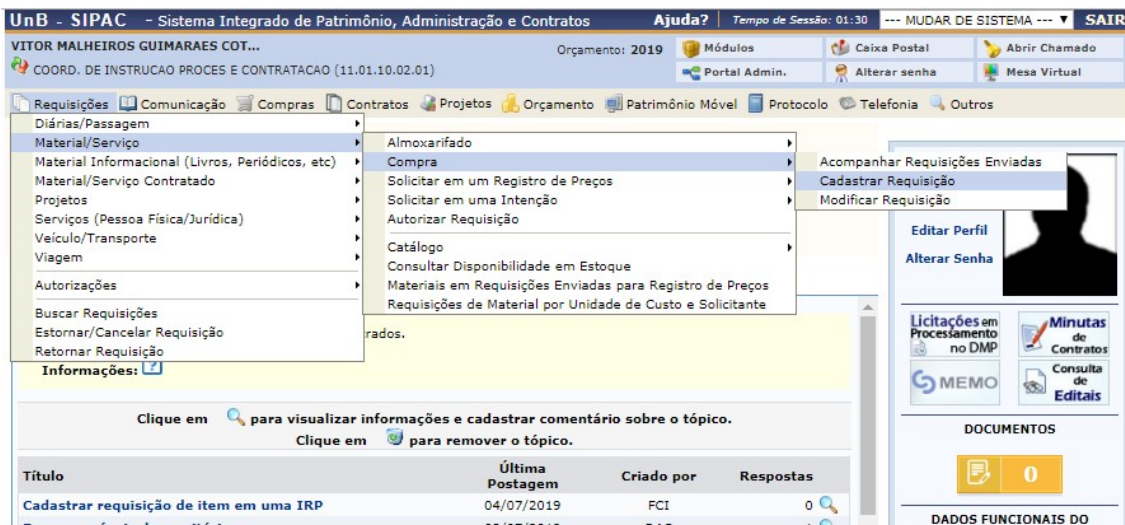 UnB - SIPAC - Sistema Integrado de Patrimônio, Administração e Contratos Ajuda? Tempo de Sessão: 01:30 --- MUDAR DE SISTEMA --- SAIR
VITOR MALHEIROS GUIMARAES COT... Orçamento: 2019 Módulos Caixa Postal Abrir Chamado
COORD. DE INSTRUCAO PROCES E CONTRATACAO (11.01.10.02.01) Portal Admin. Alterar senha Mesa Virtual
Requisições Comunicação Compras Contratos Projetos Orçamento Patrimônio Móvel Protocolo Telefonia Outros
Diárias/Passagem
Material/Serviço
Material Informacional (Livros, Periódicos, etc)
Material/Serviço Contratado
Projetos
Serviços (Pessoa Física/Jurídica)
Veículo/Transporte
Viagem
Autorizações
Buscar Requisições
Estornar/Cancelar Requisição
Retornar Requisição
Almoxarifado
Compra
Solicitar em um Registro de Preços
Solicitar em uma Intenção
Autorizar Requisição
Catálogo
Consultar Disponibilidade em Estoque
Materiais em Requisições Enviadas para Registro de Preços
Requisições de Material por Unidade de Custo e Solicitante
Acompanhar Requisições Enviadas
Cadastrar Requisição
Modificar Requisição
Editar Perfil
Alterar Senha
rados.
Informações: ?
Licitações em
Processamento
no DMP
Minutas
de
Contratos
MEMO
Consulta
de
Editais
DOCUMENTOS
0
DADOS FUNCIONAIS DO
Clique em para visualizar informações e cadastrar comentário sobre o tópico.
Clique em para remover o tópico.
Título Última Postagem Criado por Respostas
Cadastrar requisição de item em uma IRP 04/07/2019 FCI 0